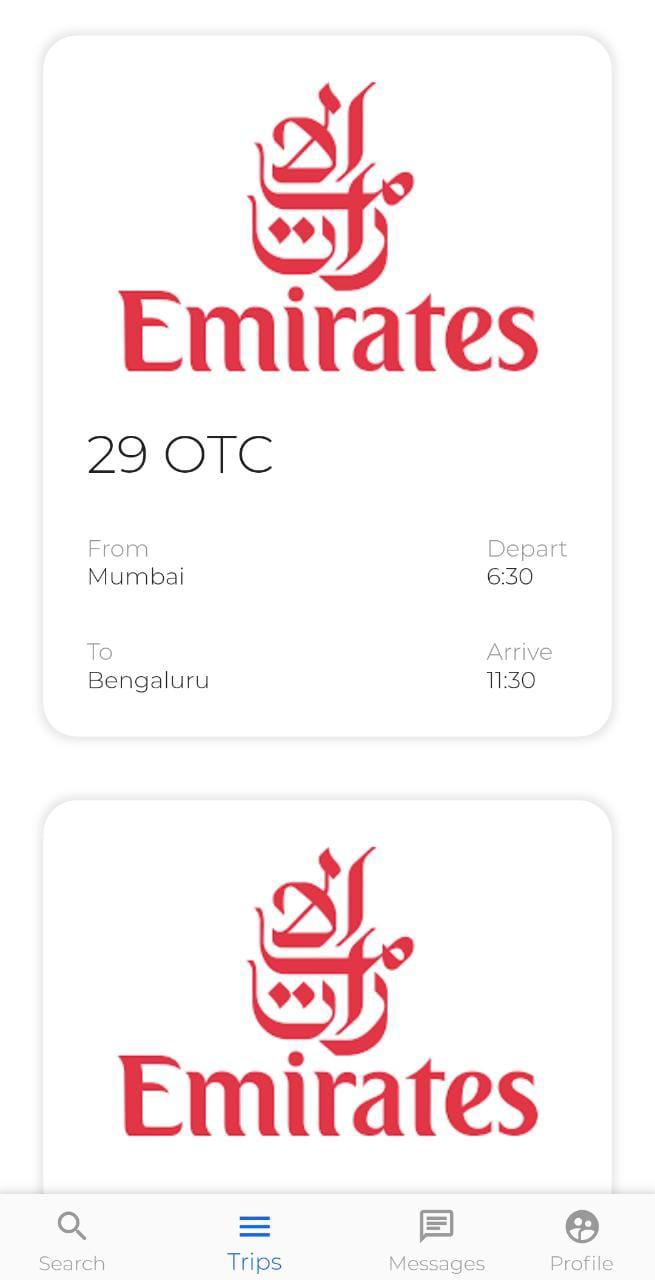 الإمارات
Emirates
29 OTC
From
Depart
Mumbai
6:30
To
Arrive
Bengaluru
11:30
الإمارات
Emirates
Search
Trips
Messages
Profile